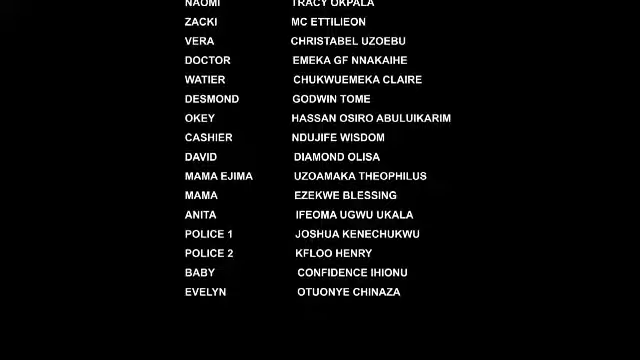 NAOMI TRACY OKPALA
ZACKI MC ETTILIEON
VERA CHRISTABEL UZOEBU
DOCTOR EMEKA GF NNAKAIHE
WATIER CHUKWUEMEKA CLAIRE
DESMOND GODWIN TOME
OKEY HASSAN OSIRO ABULUIKARIM
CASHIER NDUJIFE WISDOM
DAVID DIAMOND OLISA
MAMA EJIMA UZOAMAKA THEOPHILUS
MAMA EZEKWE BLESSING
ANITA IFEOMA UGWU UKALA
POLICE 1 JOSHUA KENECHUKWU
POLICE 2 KFLOO HENRY
BABY CONFIDENCE IHIONU
EVELYN OTUONYE CHINAZA